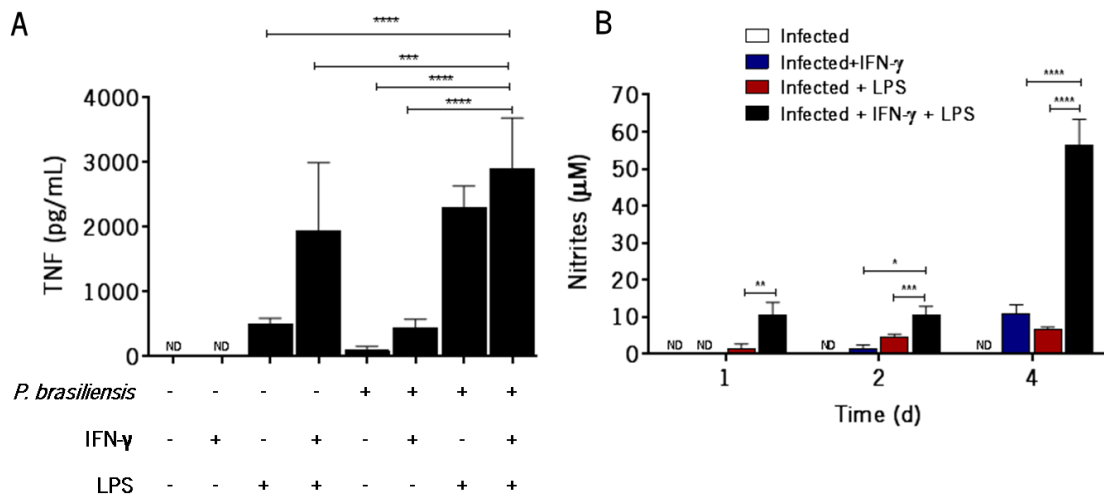 A
****
***
****
****
4000
3000
2000
1000
0
TNF (pg/mL)
ND ND
P. brasiliensis - - - - + + + +
IFN-γ - + - + - + - +
LPS - - + + - - + +
B
Infected
Infected+IFN-γ
Infected + LPS
Infected + IFN-γ + LPS
****
****
*
***
**
70
60
50
40
30
20
10
0
Nitrites (µM)
ND ND ND ND
1 2 4
Time (d)